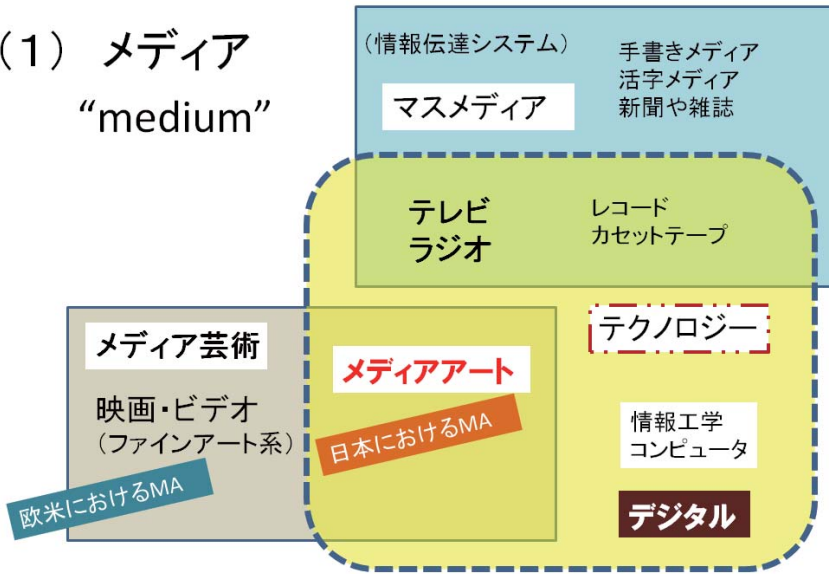 (1) メディア
“medium”
(情報伝達システム)
マスメディア
手書きメディア
活字メディア
新聞や雑誌
テレビ
ラジオ
レコード
カセットテープ
メディア芸術
映画・ビデオ
(ファインアート系)
欧米におけるMA
メディアアート
日本におけるMA
テクノロジー
情報工学
コンピュータ
デジタル